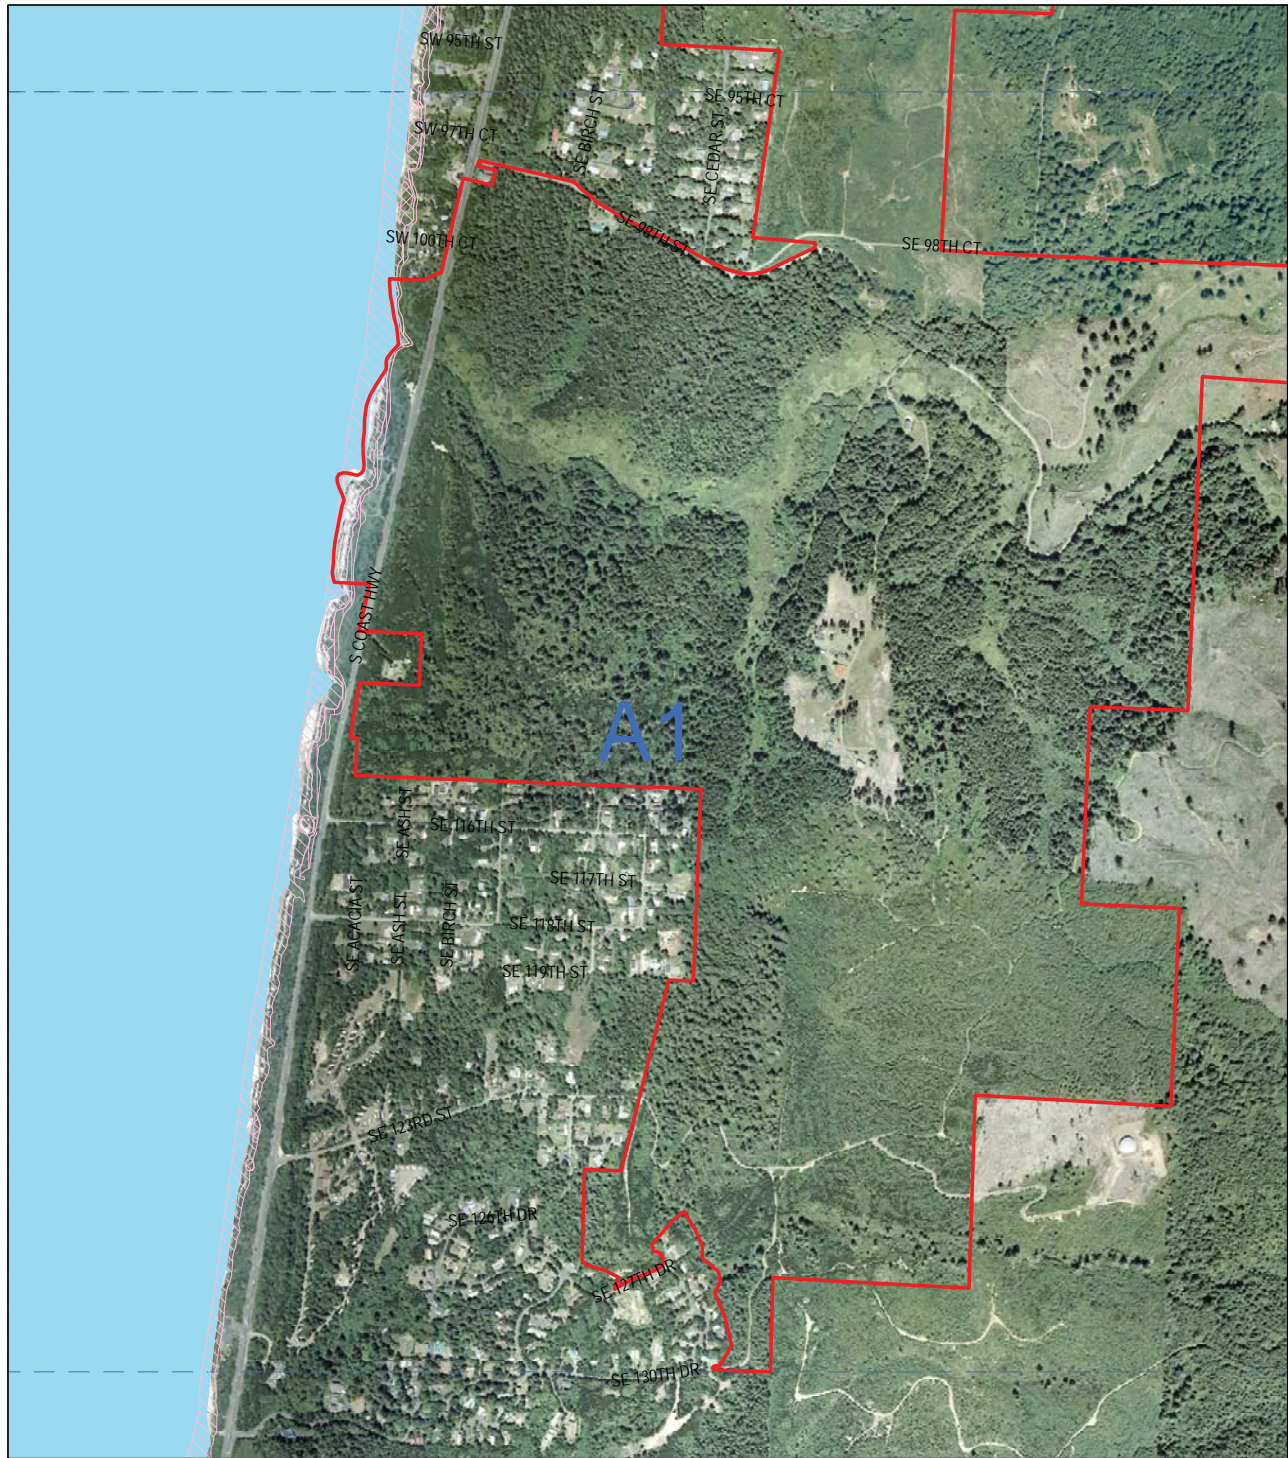 SW 95TH ST
SE 95TH CT
SE BIRCH ST
SW 97TH CT
SE CEDAR ST
SE 98TH ST
SW 100TH CT
SE 98TH CT
S COAST HWY
A1
SE ASH ST
SE 116TH ST
SE 117TH ST
SE ACACIA ST
SE ASH ST
SE BIRCH ST
SE 118TH ST
SE 119TH ST
SE 123RD ST
SE 126TH DR
SE 127TH DR
SE 130TH DR